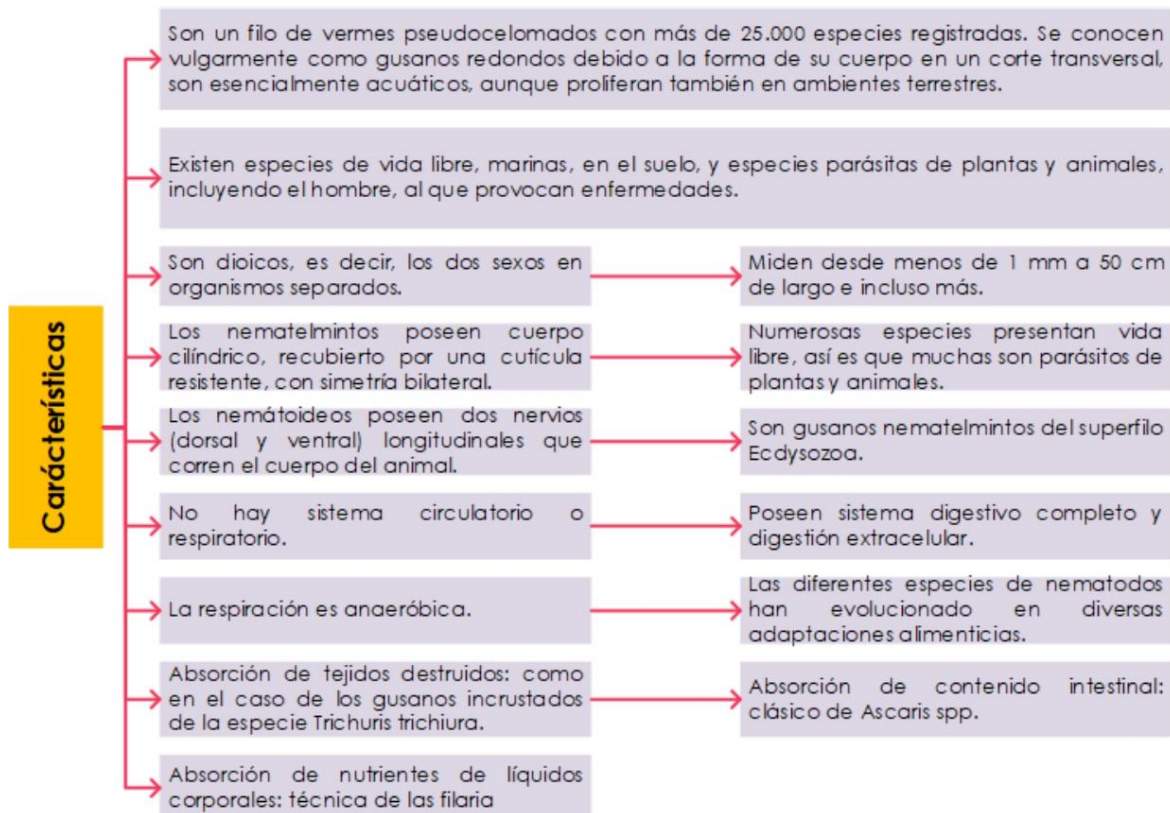 Carácterísticas
Son un filo de vermes pseudocelomados con más de 25.000 especies registradas. Se conocen
vulgarmente como gusanos redondos debido a la forma de su cuerpo en un corte transversal,
son esencialmente acuáticos, aunque proliferan también en ambientes terrestres.
Existen especies de vida libre, marinas, en el suelo, y especies parásitas de plantas y animales,
incluyendo el hombre, al que provocan enfermedades.
Son dioicos, es decir, los dos sexos en
organismos separados.
Miden desde menos de 1 mm a 50 cm
de largo e incluso más.
Los nematelmintos poseen cuerpo
cilíndrico, recubierto por una cutícula
resistente, con simetría bilateral.
Numerosas especies presentan vida
libre, así es que muchas son parásitos de
plantas y animales.
Los nemátoideos poseen dos nervios
(dorsal y ventral) longitudinales que
corren el cuerpo del animal.
Son gusanos nematelmintos del superfilo
Ecdysozoa.
No hay sistema circulatorio o
respiratorio.
Poseen sistema digestivo completo y
digestión extracelular.
La respiración es anaeróbica.
Las diferentes especies de nematodos
han evolucionado en diversas
adaptaciones alimenticias.
Absorción de tejidos destruidos: como
en el caso de los gusanos incrustados
de la especie Trichuris trichiura.
Absorción de contenido intestinal:
clásico de Ascaris spp.
Absorción de nutrientes de líquidos
corporales: técnica de las filaria